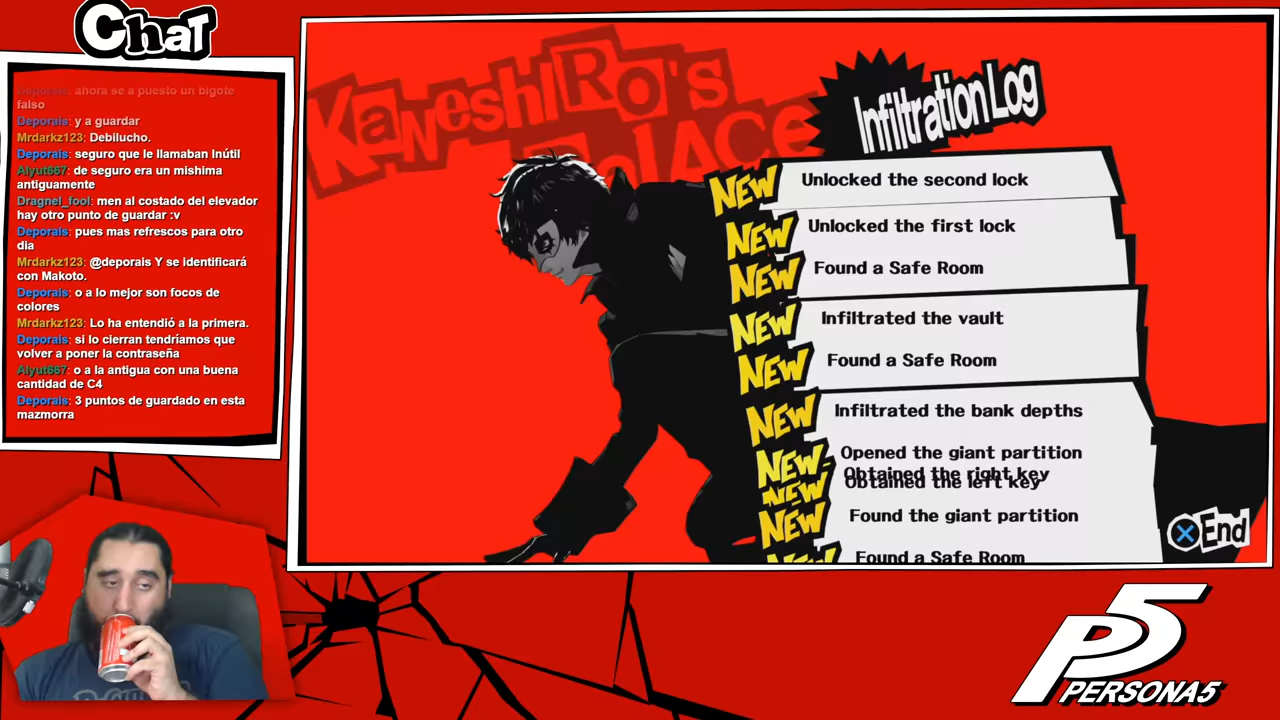 Chat
Deporais: ahora se a puesto un bigote
falso
Deporais: y a guardar
Mrdarkz123: Debilucho.
Deporais: seguro que le llamaban Inútil
Alyut667: de seguro era un mishima
antiguamente
Dragnel_fool: men al costado del elevador
hay otro punto de guardar :v
Deporais: pues mas refrescos para otro
dia
Mrdarkz123: @deporais Y se identificará
con Makoto.
Deporais: o a lo mejor son focos de
colores
Mrdarkz123: Lo ha entendió a la primera.
Deporais: si lo cierran tendríamos que
volver a poner la contraseña
Alyut667: o a la antigua con una buena
cantidad de C4
Deporais: 3 puntos de guardado en esta
mazmorra
Kaneshiro's
Palace
Infiltration Log
NEW Unlocked the second lock
NEW Unlocked the first lock
NEW Found a Safe Room
NEW Infiltrated the vault
NEW Found a Safe Room
NEW Infiltrated the bank depths
NEW Opened the giant partition
Obtained the right key
NEW Obtained the left key
NEW Found the giant partition
NEW Found a Safe Room
End
P5
PERSONA5